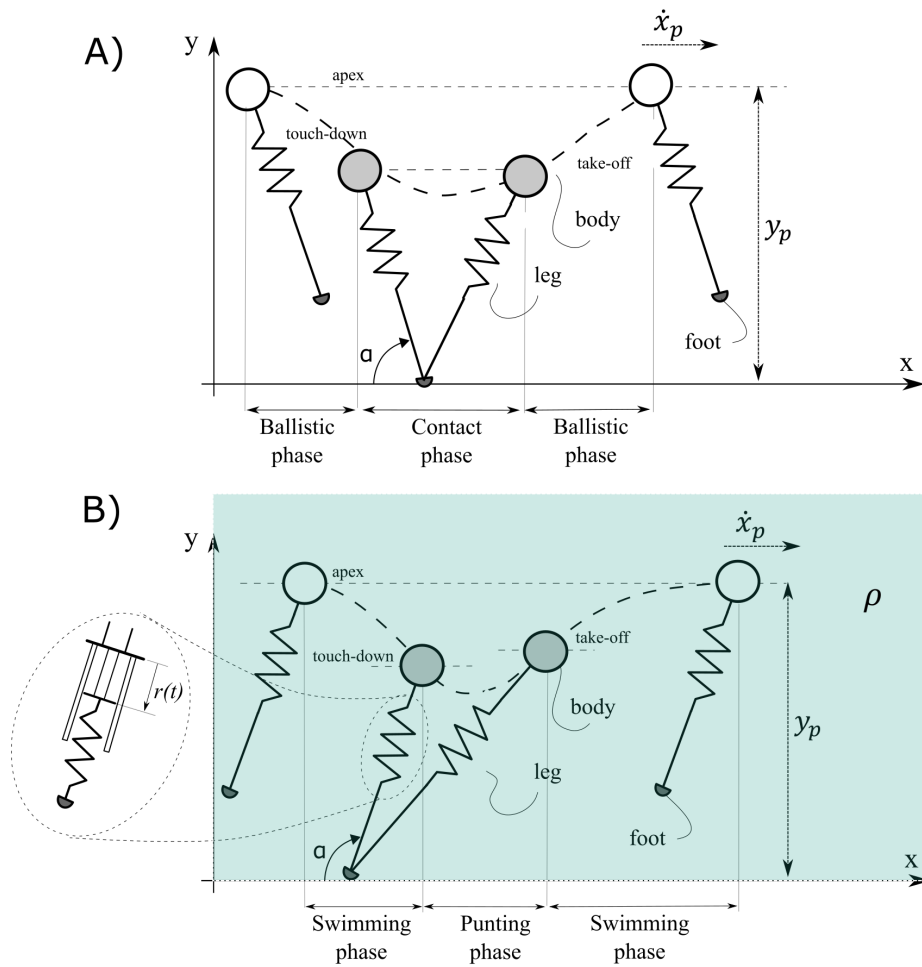 A)
y
ẋp
apex
touch-down
take-off
body
yp
leg
foot
α
x
Ballistic
phase
Contact
phase
Ballistic
phase
B)
y
ẋp
apex
ρ
take-off
touch-down
r(t)
body
yp
leg
foot
α
x
Swimming
phase
Punting
phase
Swimming
phase